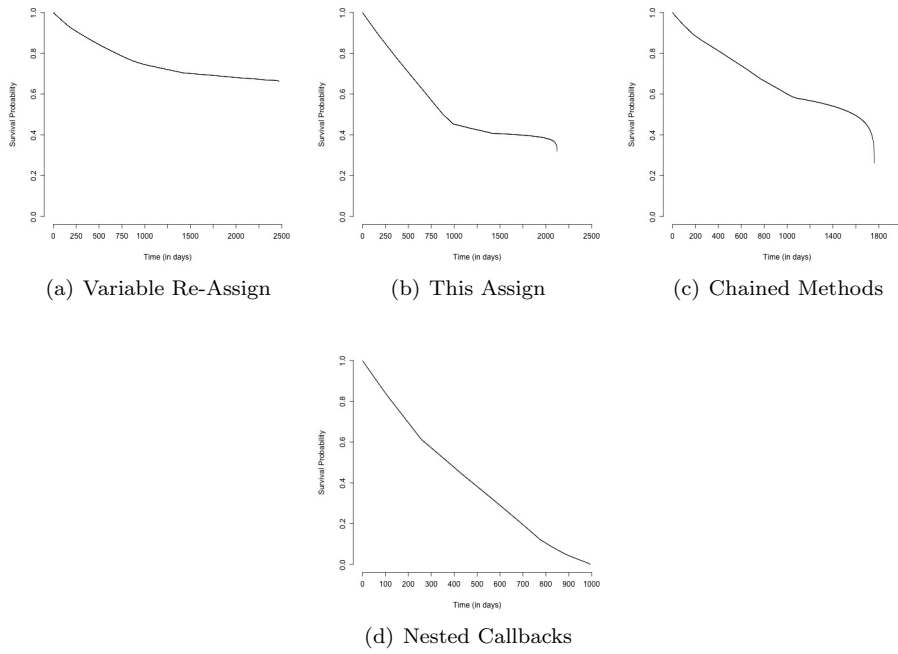 1.0
0.8
0.6
0.4
0.2
0.0
Survival Probability
0 250 500 750 1000 1500 2000 2500
Time (in days)
(a) Variable Re-Assign
1.0
0.8
0.6
0.4
0.2
0.0
Survival Probability
0 250 500 750 1000 1500 2000 2500
Time (in days)
(b) This Assign
1.0
0.8
0.6
0.4
0.2
0.0
Survival Probability
0 200 400 600 800 1000 1400 1800
Time (in days)
(c) Chained Methods
1.0
0.8
0.6
0.4
0.2
0.0
Survival Probability
0 100 200 300 400 500 600 700 800 900 1000
Time (in days)
(d) Nested Callbacks